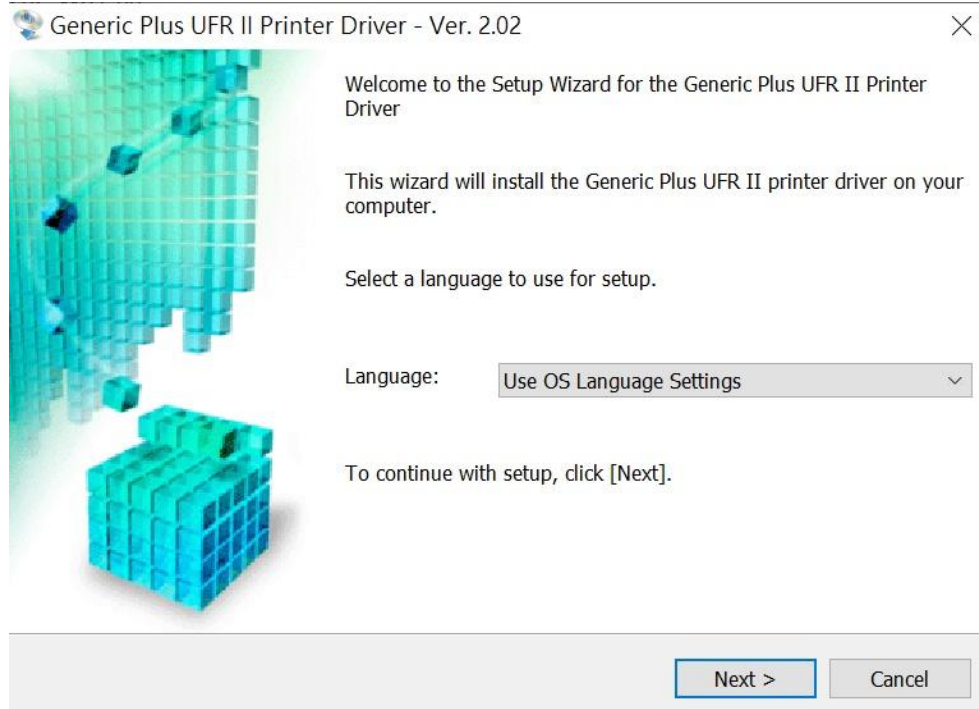 Generic Plus UFR II Printer Driver - Ver. 2.02
Welcome to the Setup Wizard for the Generic Plus UFR II Printer
Driver
This wizard will install the Generic Plus UFR II printer driver on your
computer.
Select a language to use for setup.
Language: Use OS Language Settings
To continue with setup, click [Next].
Next > Cancel